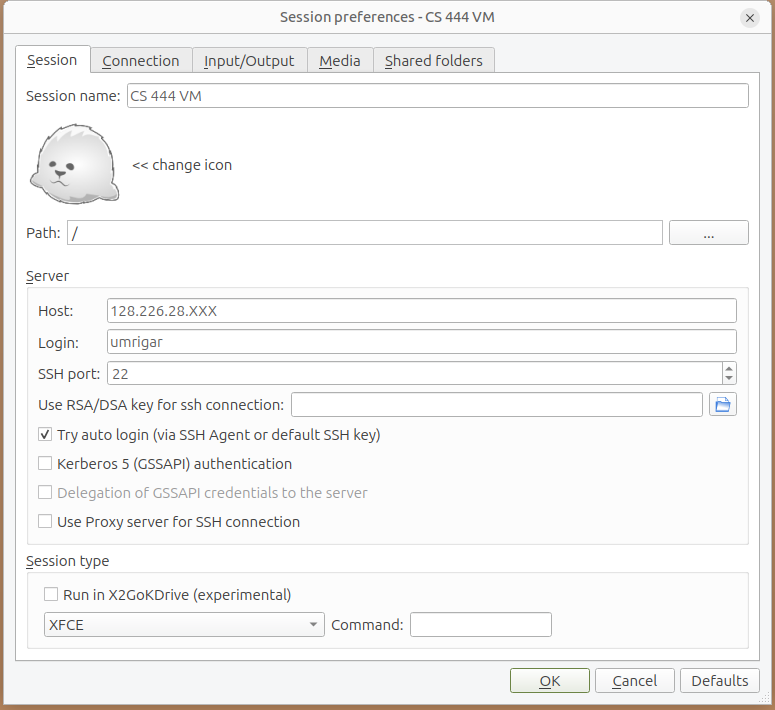 Session preferences - CS 444 VM
Session Connection Input/Output Media Shared folders
Session name: CS 444 VM
<< change icon
Path: / ...
Server
Host: 128.226.28.XXX
Login: umrigar
SSH port: 22
Use RSA/DSA key for ssh connection:
Try auto login (via SSH Agent or default SSH key)
Kerberos 5 (GSSAPI) authentication
Delegation of GSSAPI credentials to the server
Use Proxy server for SSH connection
Session type
Run in X2GoKDrive (experimental)
XFCE Command:
OK Cancel Defaults